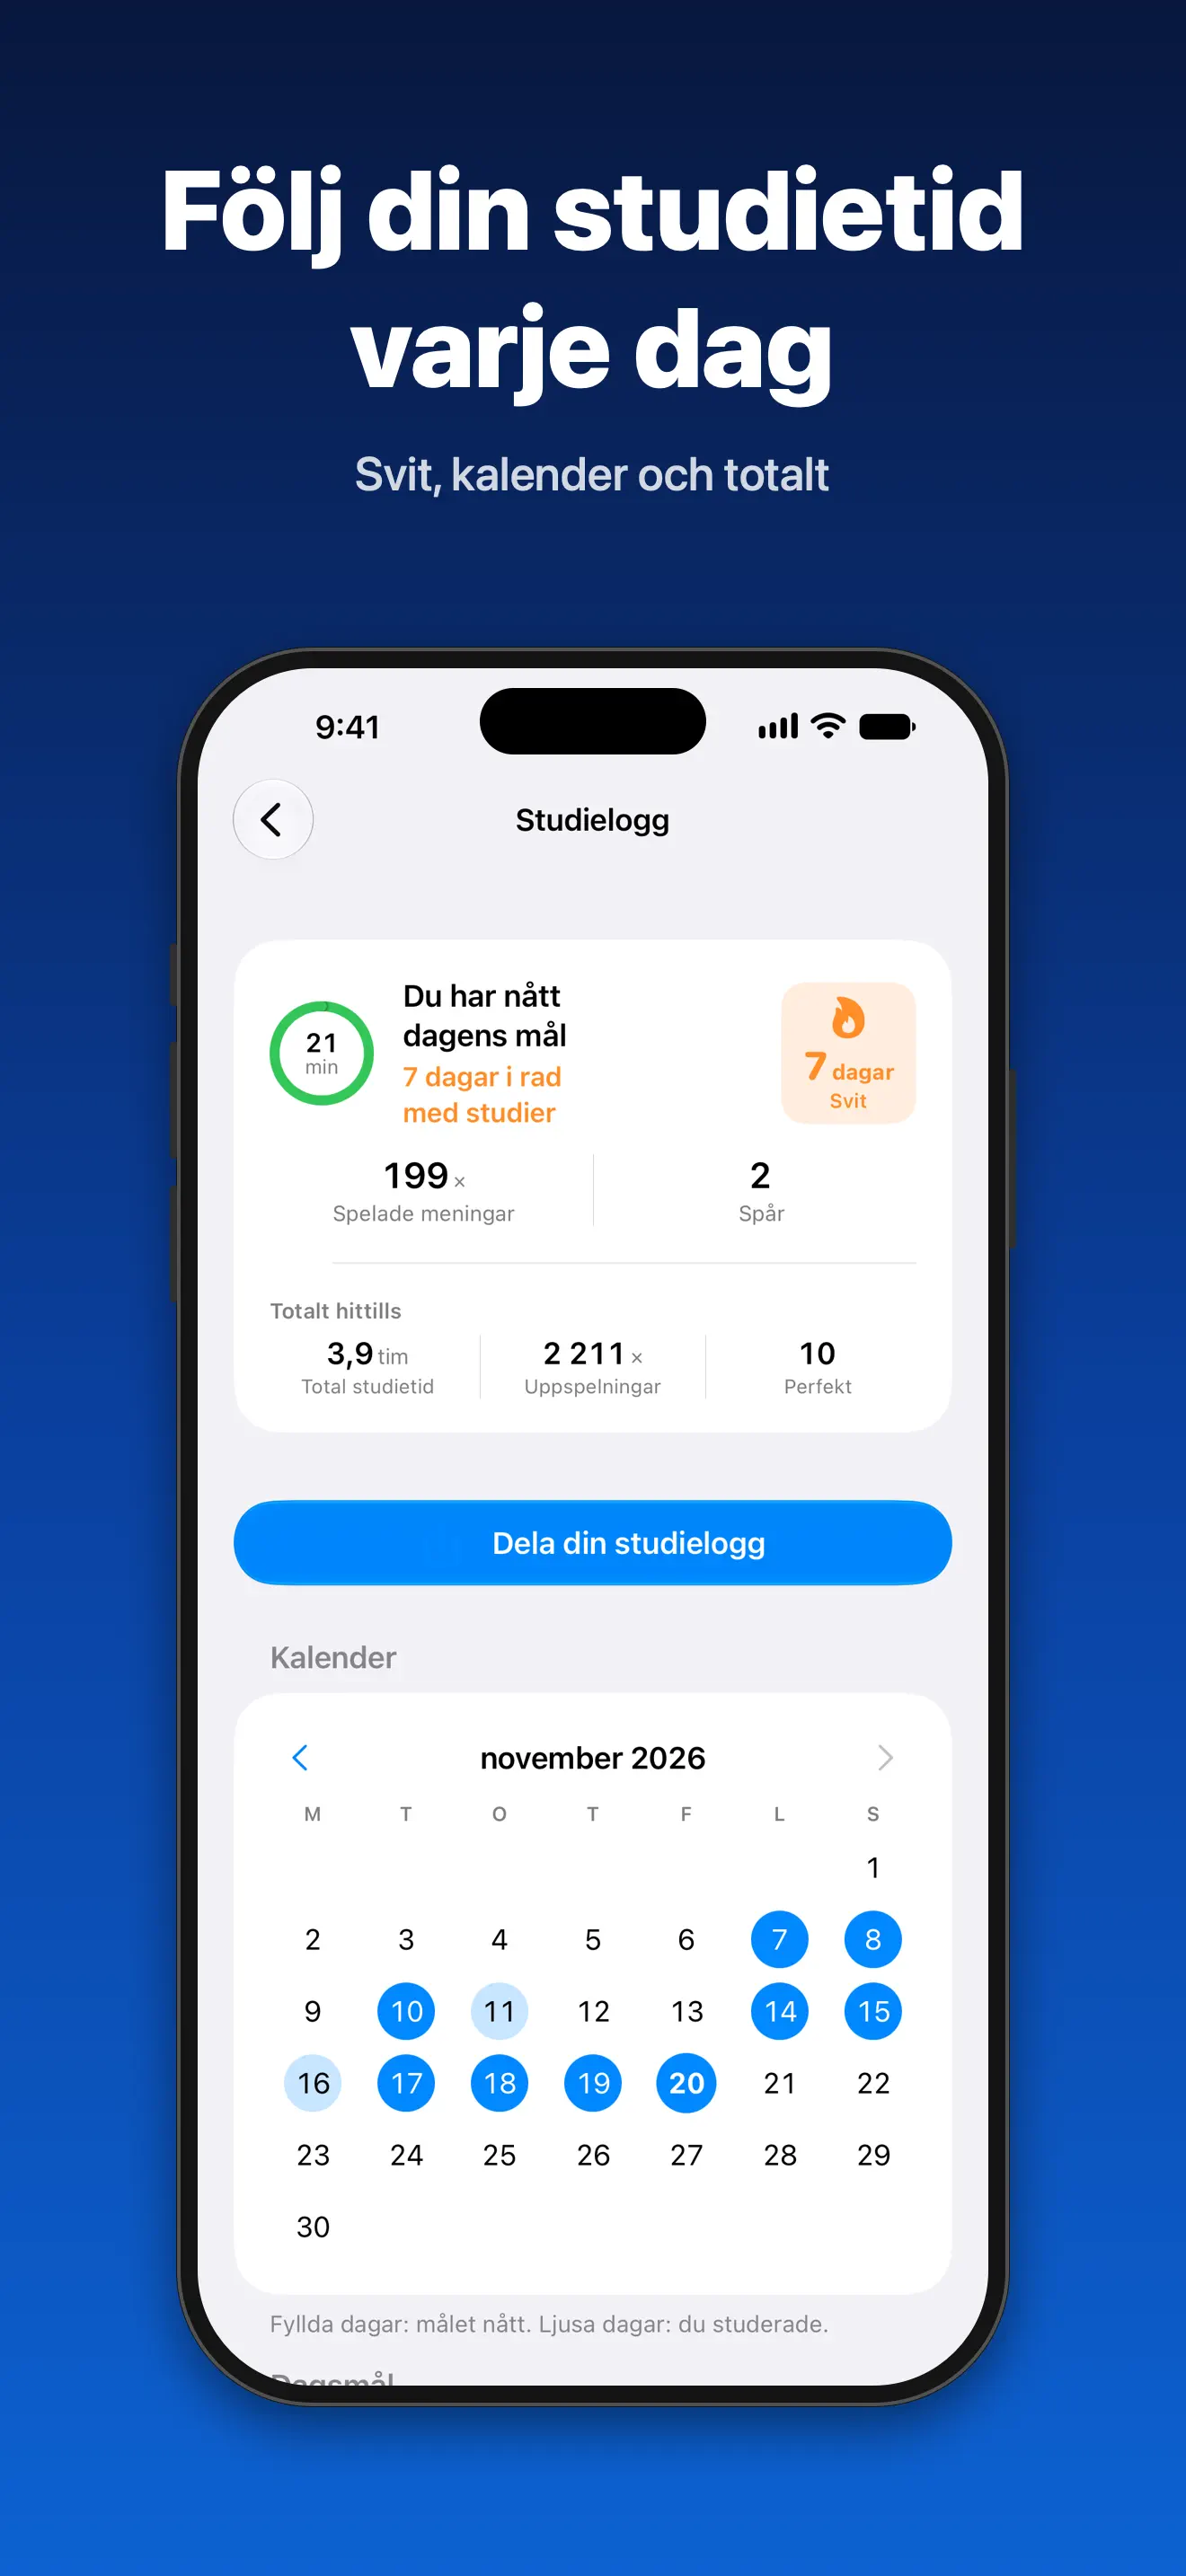 Följ din studietid
varje dag
Svit, kalender och totalt
9:41
Studielogg
21
min
Du har nått
dagens mål
7 dagar i rad
med studier
7 dagar
Svit
199 ×
Spelade meningar
2
Spår
Totalt hittills
3,9 tim
Total studietid
2 211 ×
Uppspelningar
10
Perfekt
Dela din studielogg
Kalender
november 2026
M T O T F L S
1
2 3 4 5 6 7 8
9 10 11 12 13 14 15
16 17 18 19 20 21 22
23 24 25 26 27 28 29
30
Fyllda dagar: målet nått. Ljusa dagar: du studerade.
Dagsmål